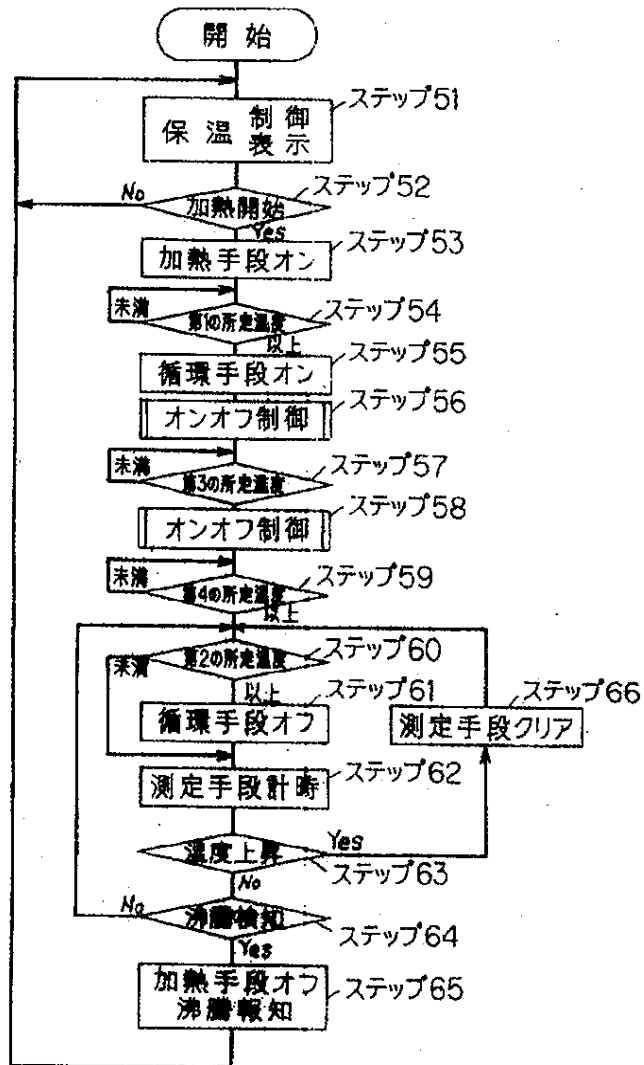 開始
保温 制御
表示
ステップ51
No
加熱開始
ステップ52
Yes
加熱手段オン
ステップ53
未満
第1の所定温度
ステップ54
以上
循環手段オン
ステップ55
オンオフ制御
ステップ56
未満
第3の所定温度
ステップ57
オンオフ制御
ステップ58
未満
第4の所定温度
ステップ59
以上
未満
第2の所定温度
ステップ60
以上
循環手段オフ
ステップ61
測定手段クリア
ステップ66
測定手段計時
ステップ62
温度上昇
Yes
ステップ63
No
No
沸騰検知
ステップ64
Yes
加熱手段オフ
沸騰報知
ステップ65